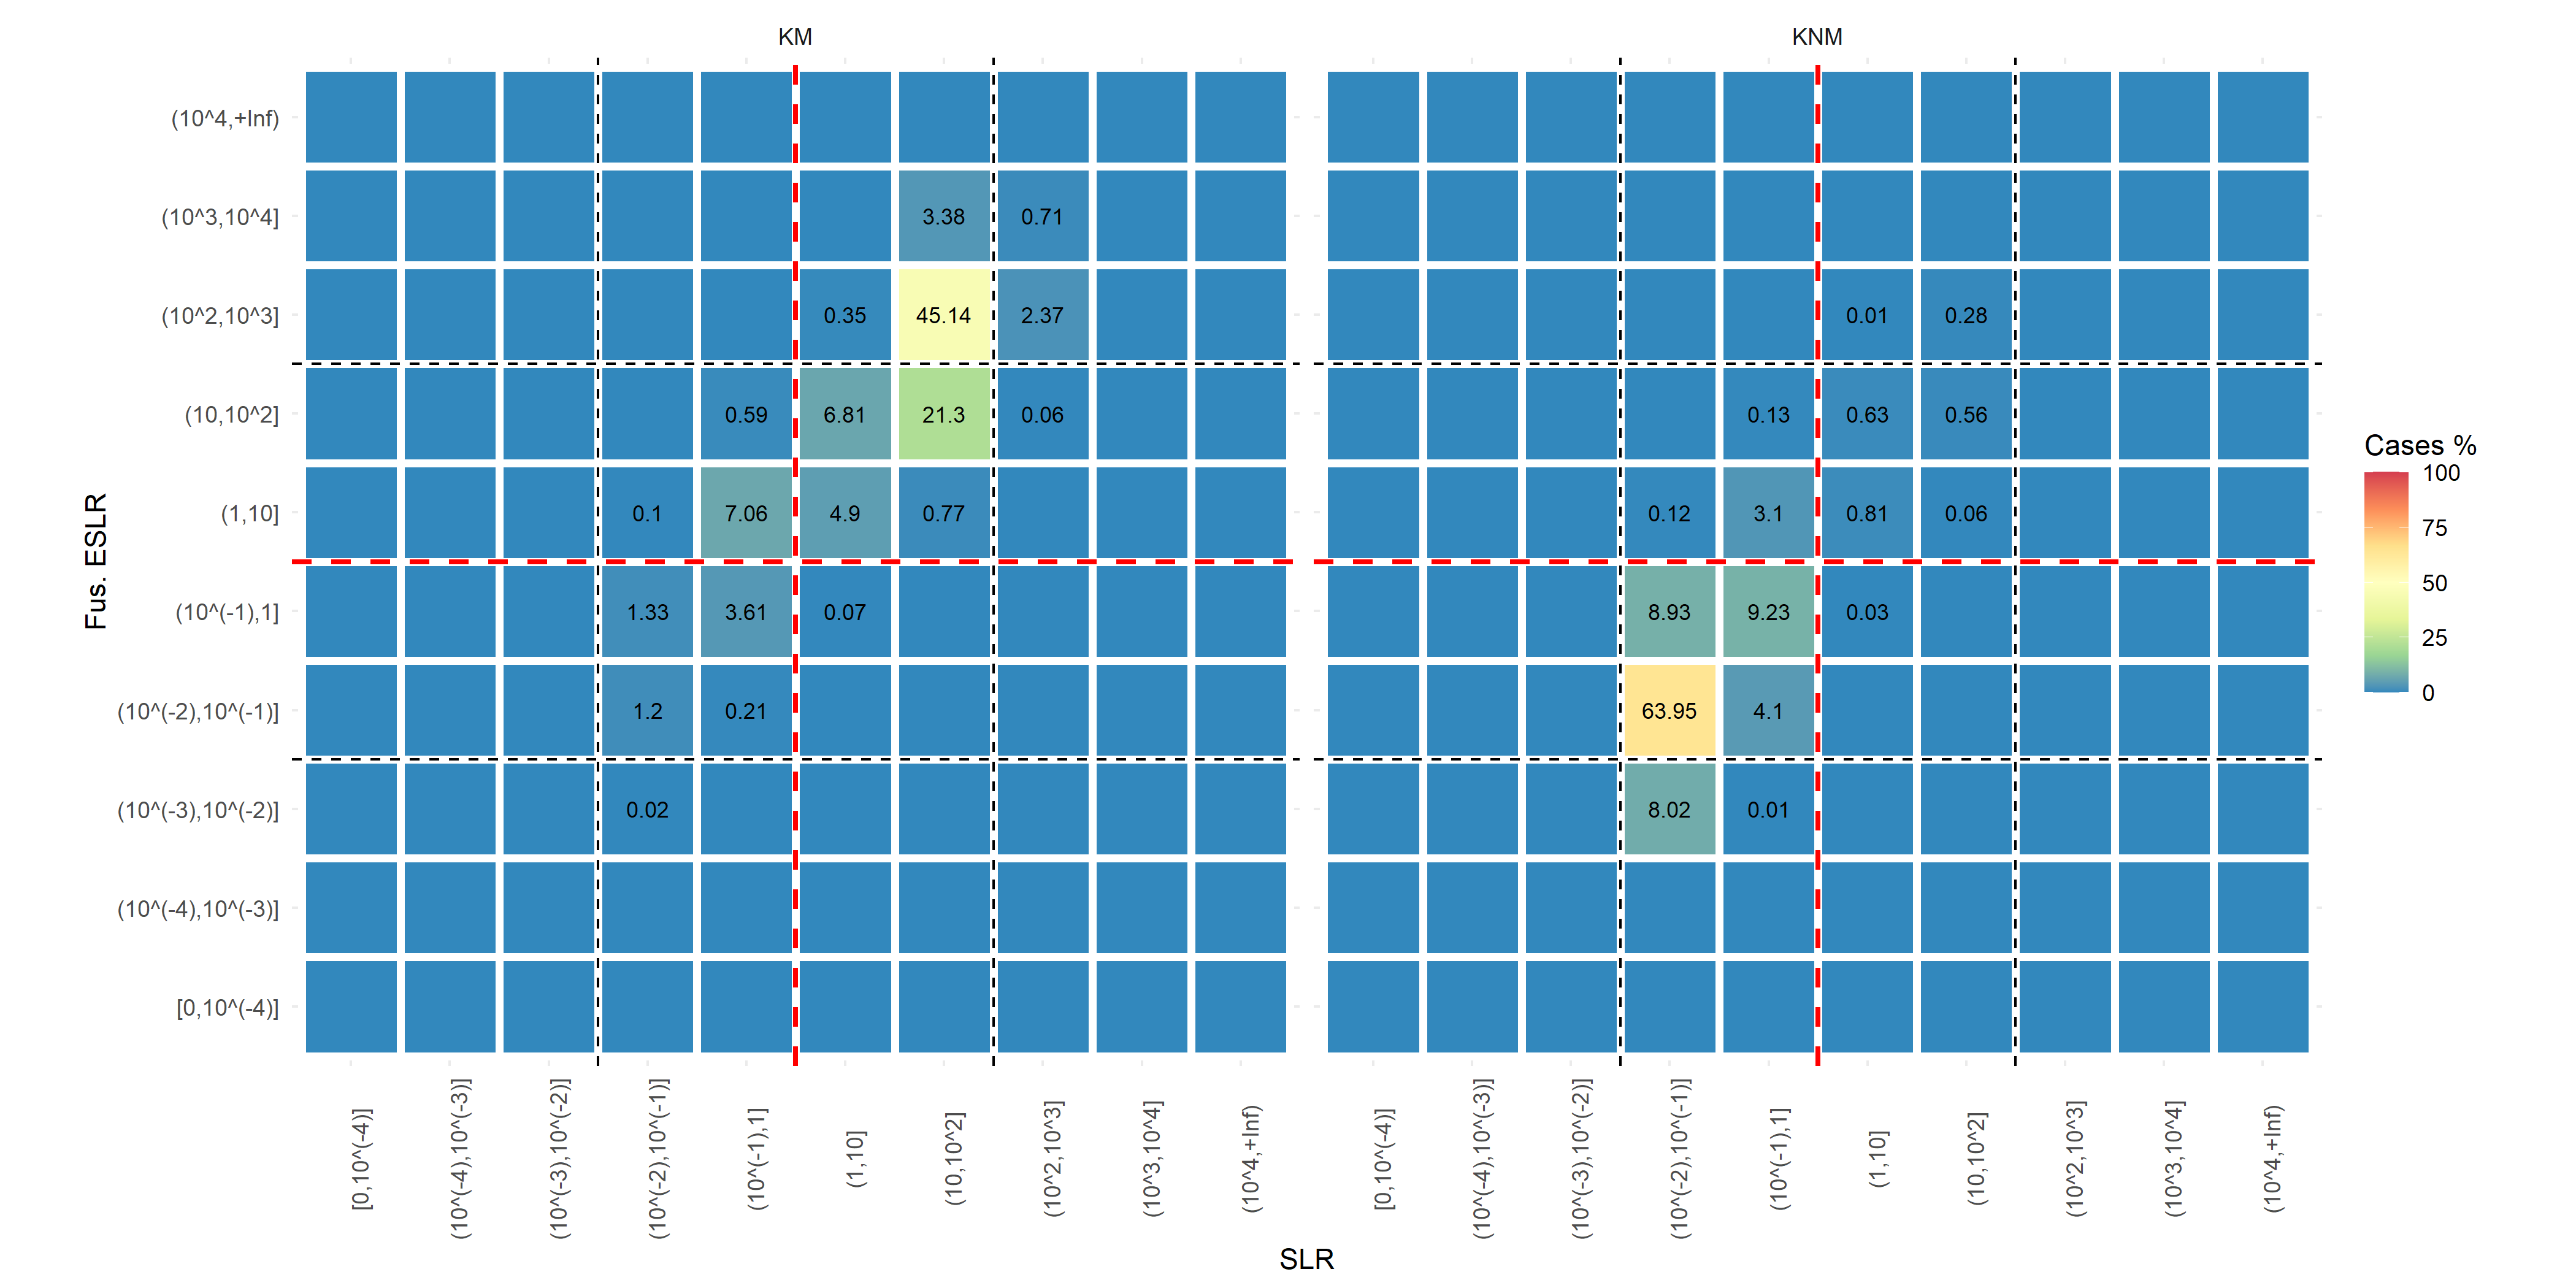 KM KNM
(10^4,+Inf)
(10^3,10^4] 3.38 0.71
(10^2,10^3] 0.35 45.14 2.37 0.01 0.28
(10,10^2] 0.59 6.81 21.3 0.06 0.13 0.63 0.56
(1,10] 0.1 7.06 4.9 0.77 0.12 3.1 0.81 0.06
(10^(-1),1] 1.33 3.61 0.07 8.93 9.23 0.03
(10^(-2),10^(-1)] 1.2 0.21 63.95 4.1
(10^(-3),10^(-2)] 0.02 8.02 0.01
(10^(-4),10^(-3)]
[0,10^(-4)]
Fus. ESLR
[0,10^(-4)] (10^(-4),10^(-3)] (10^(-3),10^(-2)] (10^(-2),10^(-1)] (10^(-1),1] (1,10] (10,10^2] (10^2,10^3] (10^3,10^4] (10^4,+Inf) [0,10^(-4)] (10^(-4),10^(-3)] (10^(-3),10^(-2)] (10^(-2),10^(-1)] (10^(-1),1] (1,10] (10,10^2] (10^2,10^3] (10^3,10^4] (10^4,+Inf)
SLR
Cases %
100
75
50
25
0